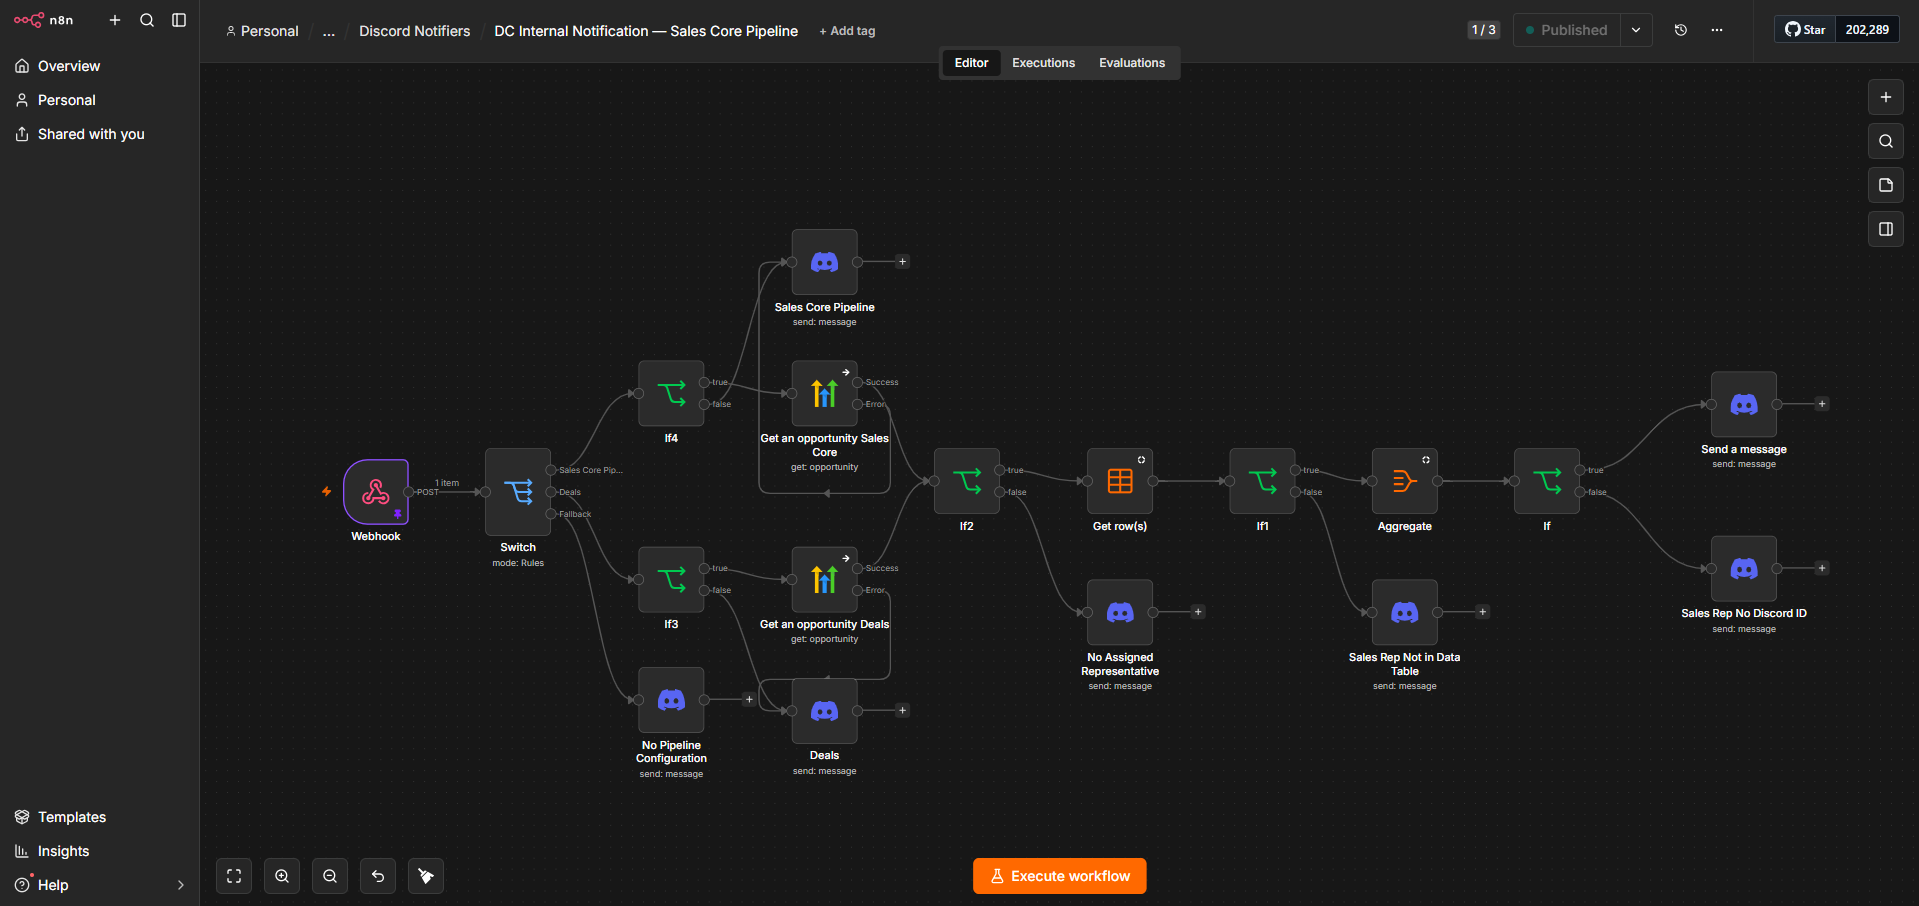 n8n
Personal / ... / Discord Notifiers / DC Internal Notification — Sales Core Pipeline + Add tag
1 / 3
Published
Star 202,289
Editor Executions Evaluations
Overview
Personal
Shared with you
Sales Core Pipeline
send: message
true
false
If4
Success
Error
Get an opportunity Sales
Core
get: opportunity
POST
1 item
Webhook
Sales Core Pip...
Deals
Fallback
Switch
mode: Rules
true
false
If3
Success
Error
Get an opportunity Deals
get: opportunity
No Pipeline
Configuration
send: message
Deals
send: message
true
false
If2
Get row(s)
No Assigned
Representative
send: message
true
false
If1
Aggregate
Sales Rep Not in Data
Table
send: message
true
false
If
Send a message
send: message
Sales Rep No Discord ID
send: message
Templates
Insights
Help
Execute workflow